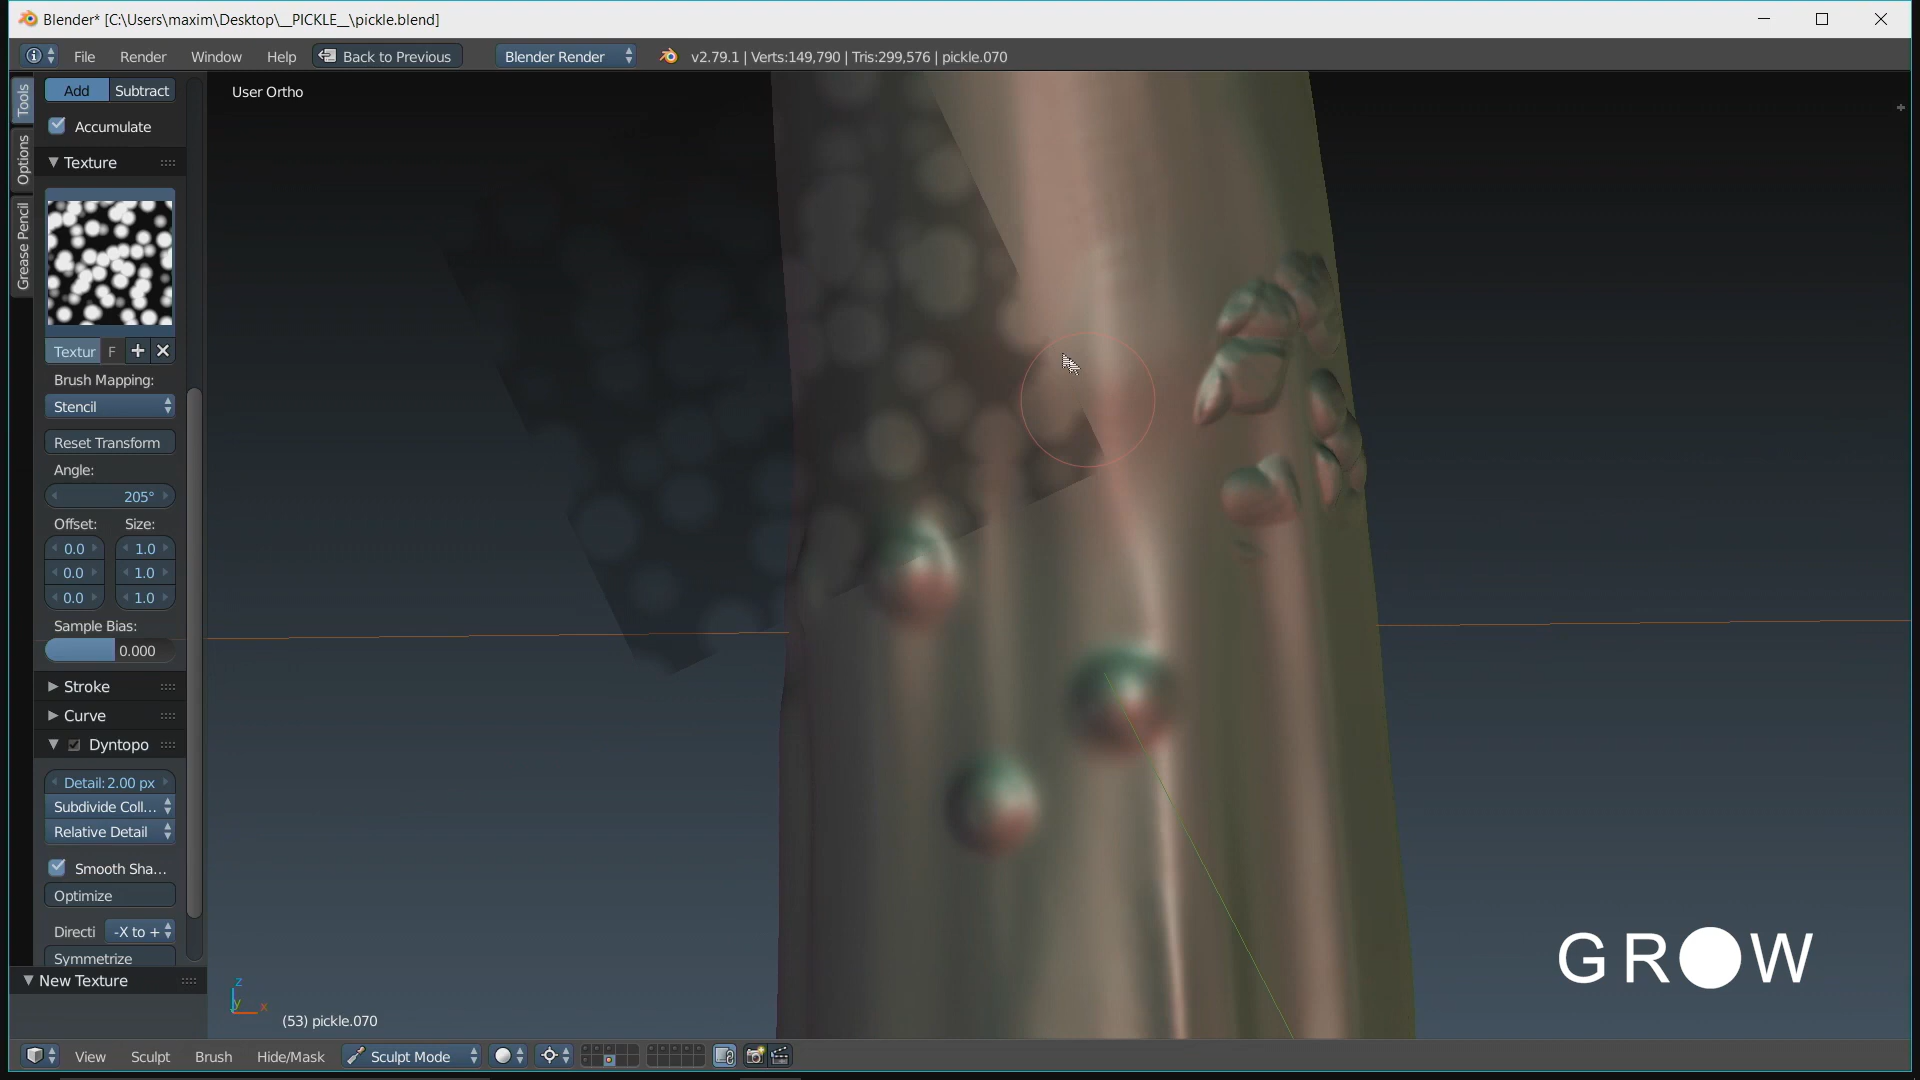 Blender* [C:\Users\maxim\Desktop\__PICKLE__\pickle.blend]
File Render Window Help Back to Previous Blender Render v2.79.1 | Verts:149,790 | Tris:299,576 | pickle.070
Add Subtract
User Ortho
Tools
Options
Grease Pencil
Accumulate
Texture
Textur F
Brush Mapping:
Stencil
Reset Transform
Angle:
205°
Offset: Size:
0.0 1.0
0.0 1.0
0.0 1.0
Sample Bias:
0.000
Stroke
Curve
Dyntopo
Detail:2.00 px
Subdivide Coll...
Relative Detail
Smooth Sha...
Optimize
Directi -X to +
Symmetrize
New Texture
GROW
z
y
x
(53) pickle.070
View Sculpt Brush Hide/Mask Sculpt Mode